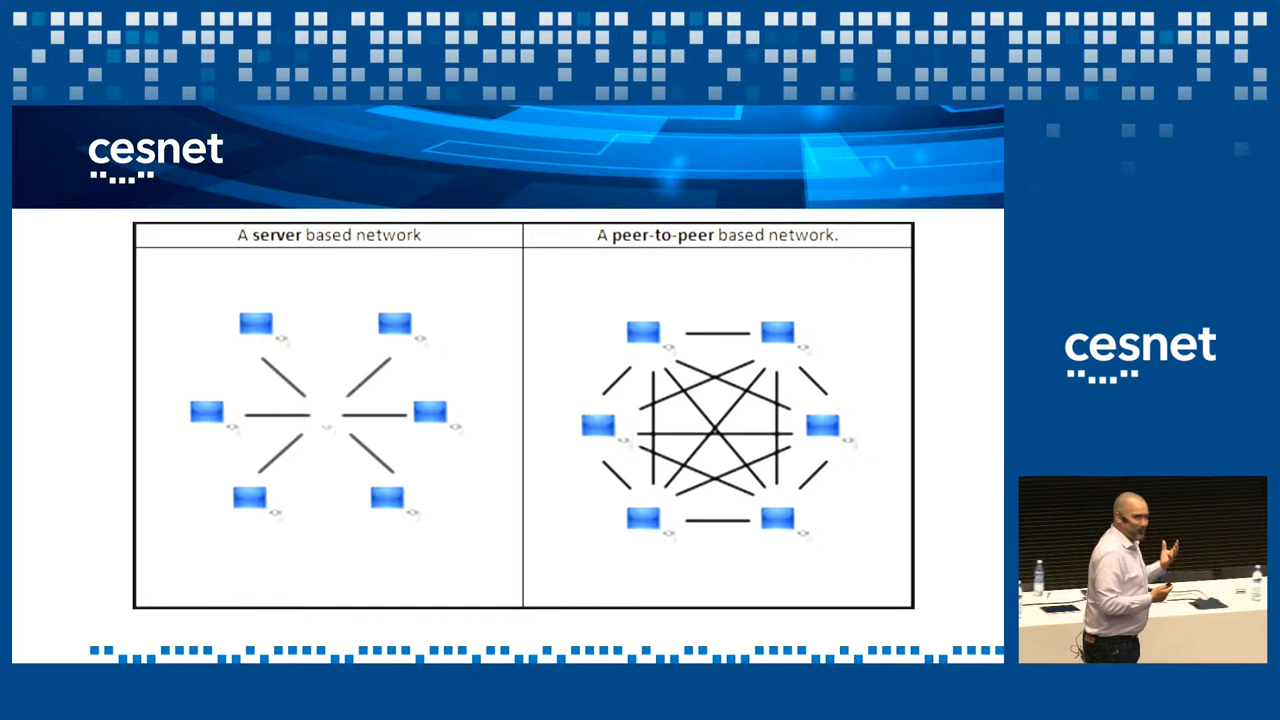 cesnet
A server based network
A peer-to-peer based network.
cesnet